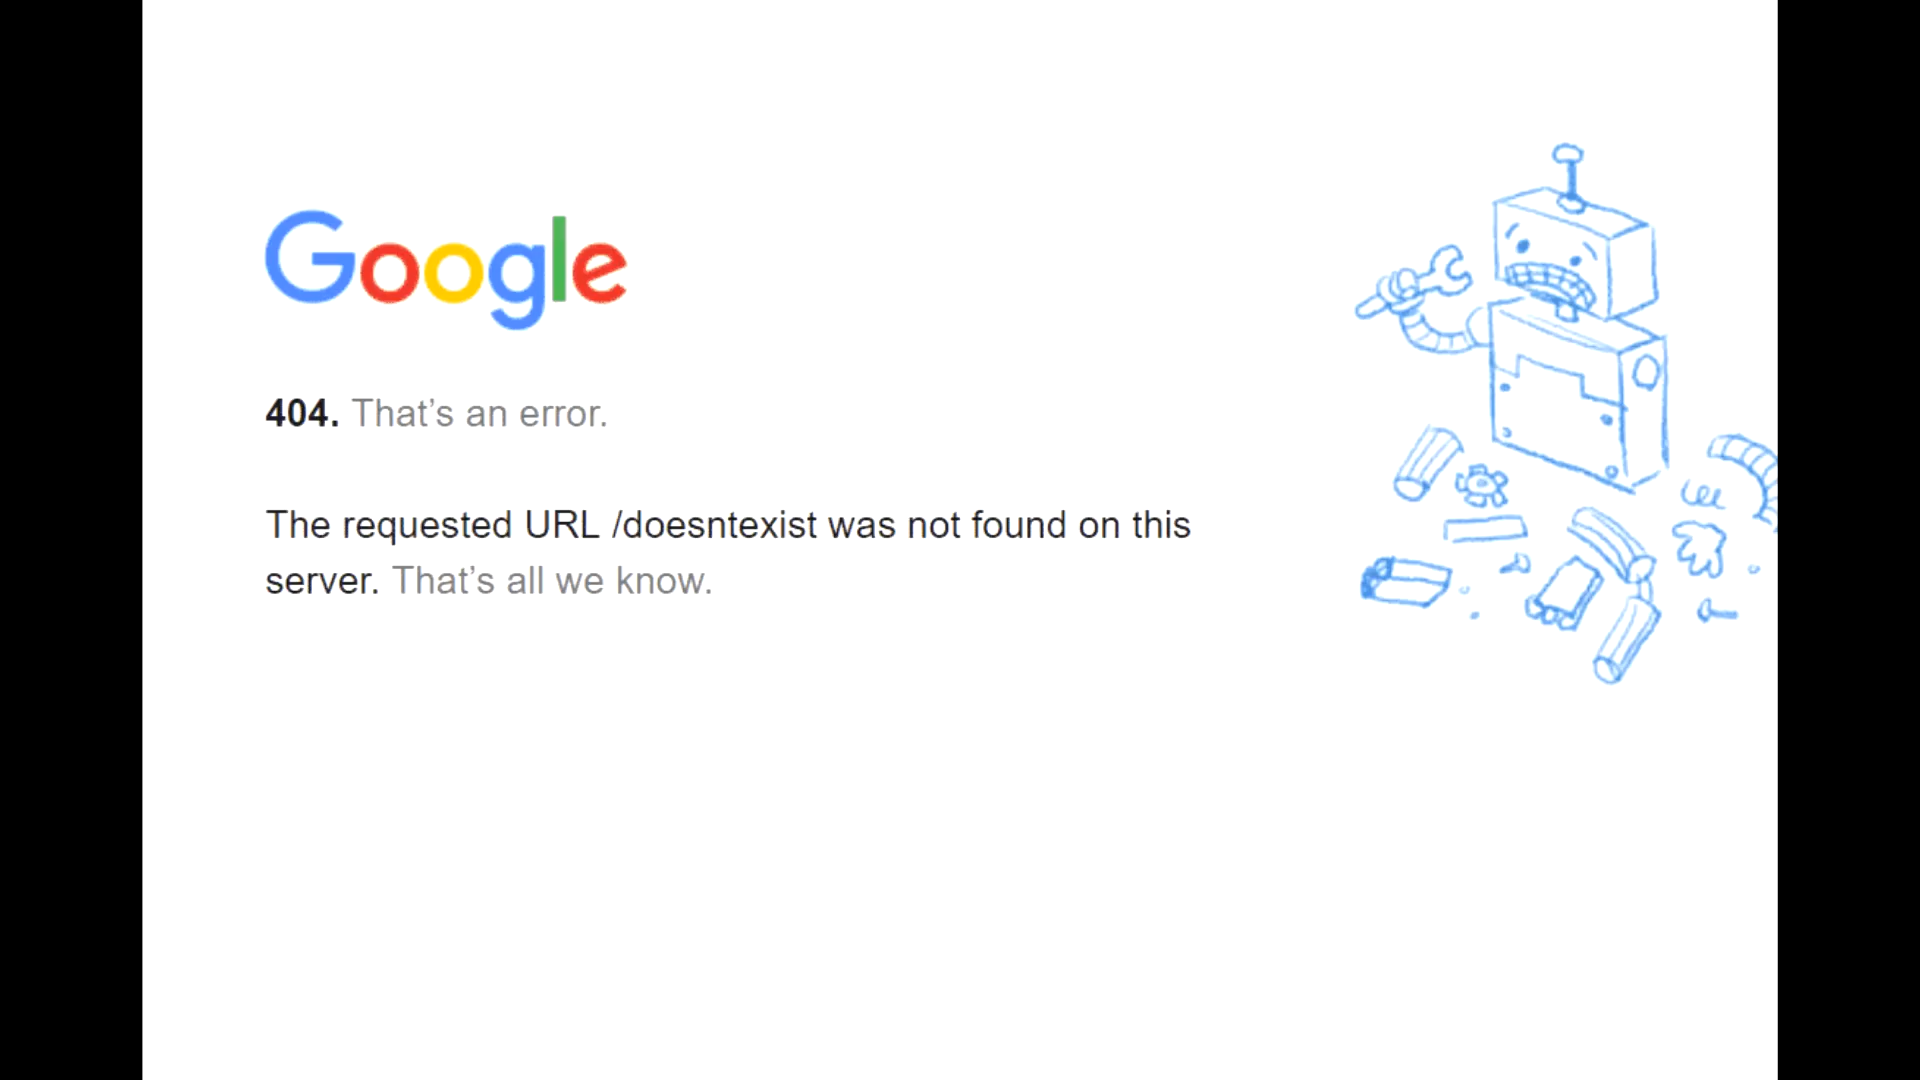 Google
404. That’s an error.
The requested URL /doesntexist was not found on this
server. That’s all we know.